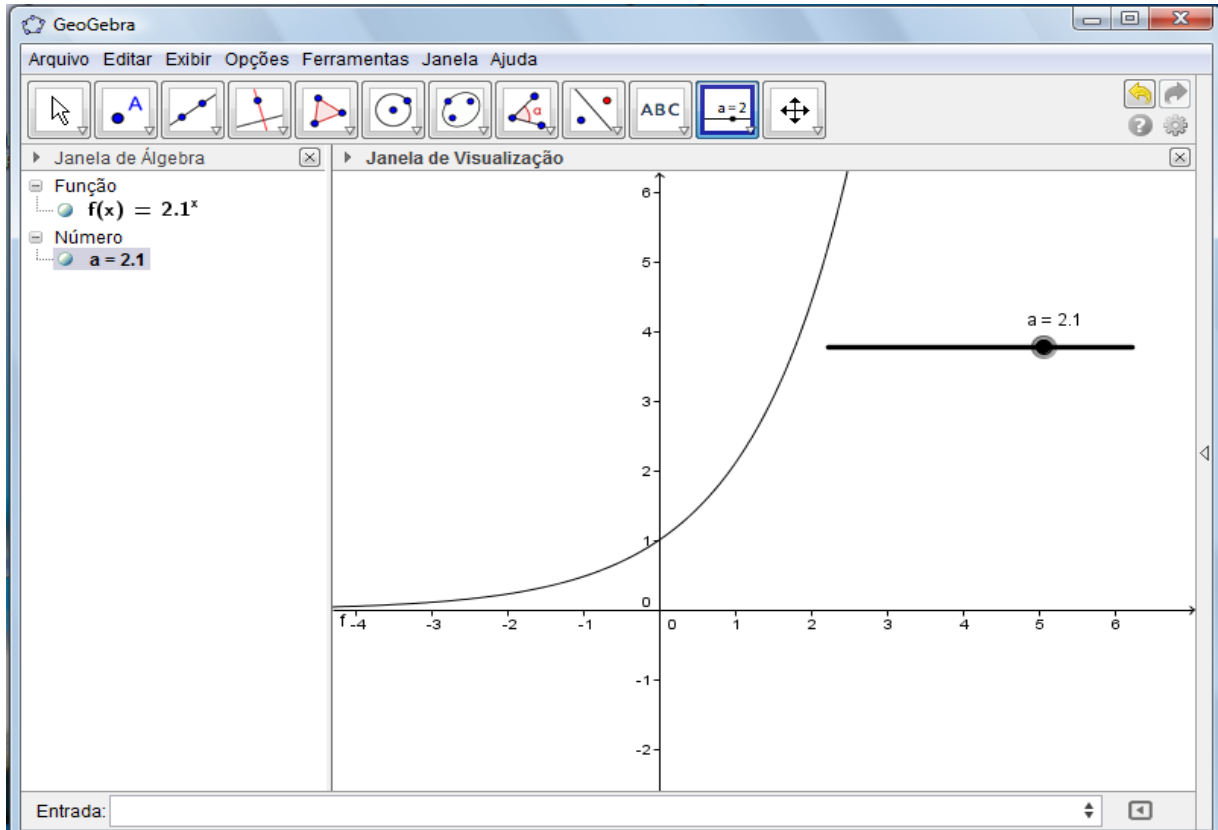 GeoGebra
Arquivo Editar Exibir Opções Ferramentas Janela Ajuda
A α ABC a=2
Janela de Álgebra
Função
f(x) = 2.1ˣ
Número
a = 2.1
Janela de Visualização
6
5
a = 2.1
4
3
2
1
0
f -4 -3 -2 -1 0 1 2 3 4 5 6
-1
-2
Entrada: